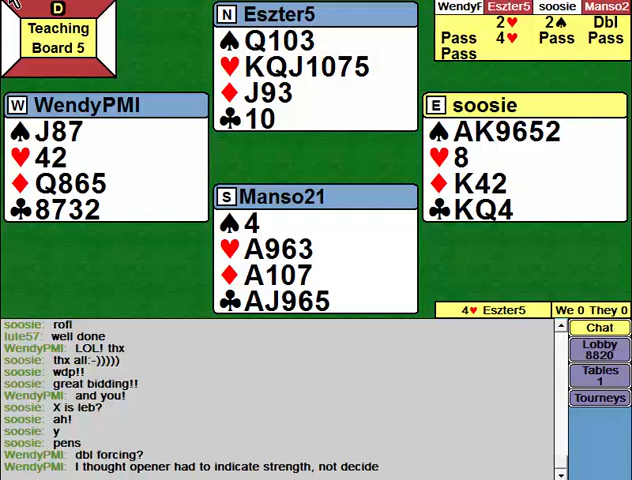 D
Teaching
Board 5
N Eszter5
♠ Q103
♥ KQJ1075
♦ J93
♣ 10
WendyF Eszter5 soosie Manso2
2♥ 2♠ Dbl
Pass 4♥ Pass Pass
Pass
W WendyPMI
♠ J87
♥ 42
♦ Q865
♣ 8732
E soosie
♠ AK9652
♥ 8
♦ K42
♣ KQ4
S Manso21
♠ 4
♥ A963
♦ A107
♣ AJ965
4♥ Eszter5
We 0 They 0
soosie: rofl
lute57: well done
WendyPMI: LOL! thx
soosie: thx all:-)))))
soosie: wdp!!
soosie: great bidding!!
WendyPMI: and you!
soosie: X is leb?
soosie: ah!
soosie: y
soosie: pens
WendyPMI: dbl forcing?
WendyPMI: I thought opener had to indicate strength, not decide
Chat
Lobby
8820
Tables
1
Tourneys